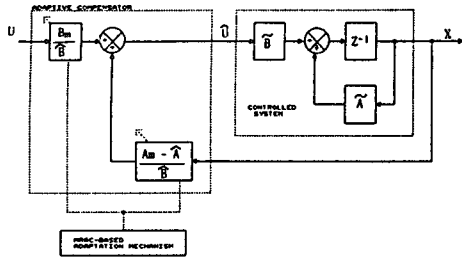 ADAPTIVE COMPENSATOR
U
Bm
B̂
+
+
Û
B̃
+
+
Z⁻¹
X
Ã
CONTROLLED
SYSTEM
Am - Â
B̂
MRAC-BASED
ADAPTATION MECHANISM